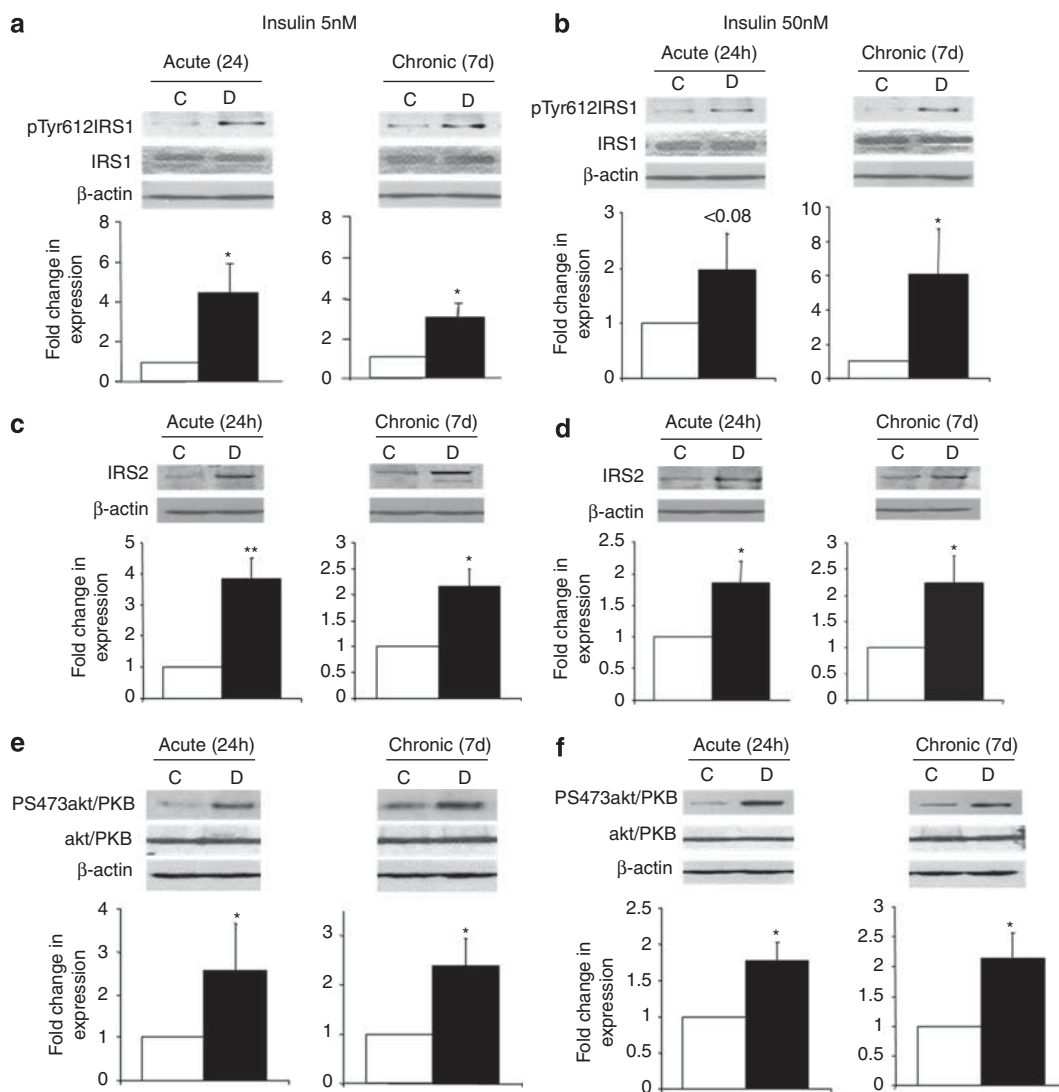 a Insulin 5nM
Acute (24) Chronic (7d)
C D C D
pTyr612IRS1
IRS1
β-actin
Fold change in expression
8 6 4 2 0
*
8 6 4 2 0
*
b Insulin 50nM
Acute (24h) Chronic (7d)
C D C D
pTyr612IRS1
IRS1
β-actin
Fold change in expression
3 2 1 0
<0.08
10 8 6 4 2 0
*
c Acute (24h) Chronic (7d)
C D C D
IRS2
β-actin
Fold change in expression
5 4 3 2 1 0
**
3 2.5 2 1.5 1 0.5 0
*
d Acute (24h) Chronic (7d)
C D C D
IRS2
β-actin
Fold change in expression
2.5 2 1.5 1 0.5 0
*
3 2.5 2 1.5 1 0.5 0
*
e Acute (24h) Chronic (7d)
C D C D
PS473akt/PKB
akt/PKB
β-actin
Fold change in expression
4 3 2 1 0
*
3 2 1 0
*
f Acute (24h) Chronic (7d)
C D C D
PS473akt/PKB
akt/PKB
β-actin
Fold change in expression
2.5 2 1.5 1 0.5 0
*
3 2.5 2 1.5 1 0.5 0
*